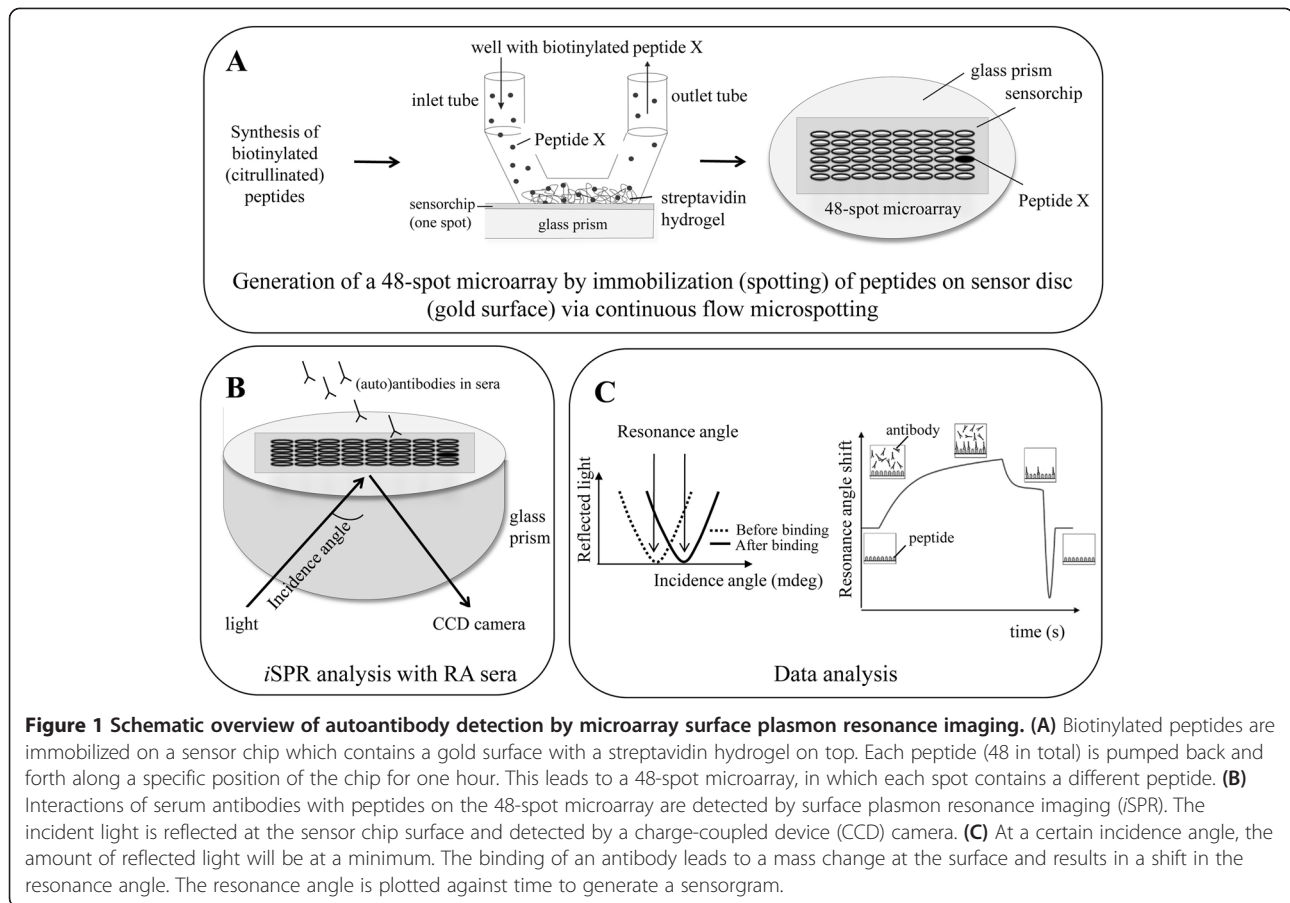 A
well with biotinylated peptide X
inlet tube
outlet tube
Synthesis of
biotinylated
(citrullinated)
peptides
Peptide X
sensorchip
(one spot)
glass prism
streptavidin
hydrogel
glass prism
sensorchip
48-spot microarray
Peptide X
Generation of a 48-spot microarray by immobilization (spotting) of peptides on sensor disc
(gold surface) via continuous flow microspotting
B
(auto)antibodies in sera
Incidence angle
glass
prism
light
CCD camera
iSPR analysis with RA sera
C
Resonance angle
Reflected light
Before binding
After binding
Incidence angle (mdeg)
Resonance angle shift
antibody
peptide
time (s)
Data analysis
Figure 1 Schematic overview of autoantibody detection by microarray surface plasmon resonance imaging. (A) Biotinylated peptides are
immobilized on a sensor chip which contains a gold surface with a streptavidin hydrogel on top. Each peptide (48 in total) is pumped back and
forth along a specific position of the chip for one hour. This leads to a 48-spot microarray, in which each spot contains a different peptide. (B)
Interactions of serum antibodies with peptides on the 48-spot microarray are detected by surface plasmon resonance imaging (iSPR). The
incident light is reflected at the sensor chip surface and detected by a charge-coupled device (CCD) camera. (C) At a certain incidence angle, the
amount of reflected light will be at a minimum. The binding of an antibody leads to a mass change at the surface and results in a shift in the
resonance angle. The resonance angle is plotted against time to generate a sensorgram.